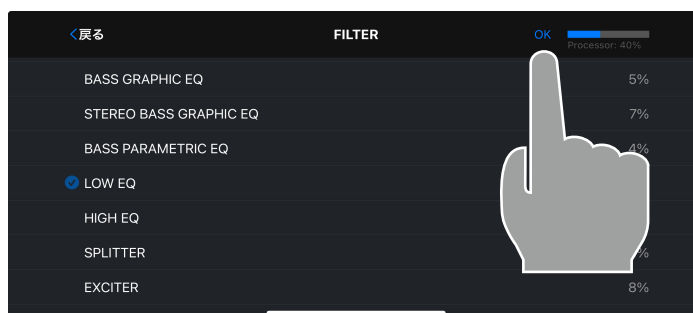 戻る FILTER OK
Processor: 40%
BASS GRAPHIC EQ 5%
STEREO BASS GRAPHIC EQ 7%
BASS PARAMETRIC EQ 4%
LOW EQ
HIGH EQ
SPLITTER %
EXCITER 8%